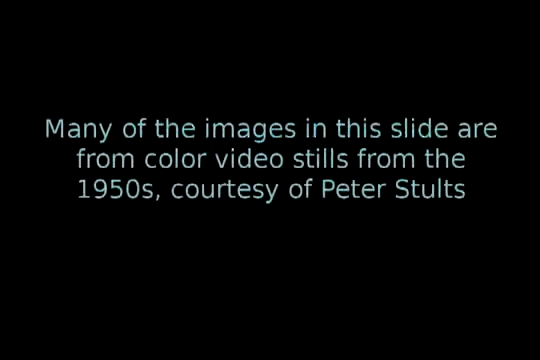 Many of the images in this slide are
from color video stills from the
1950s, courtesy of Peter Stults